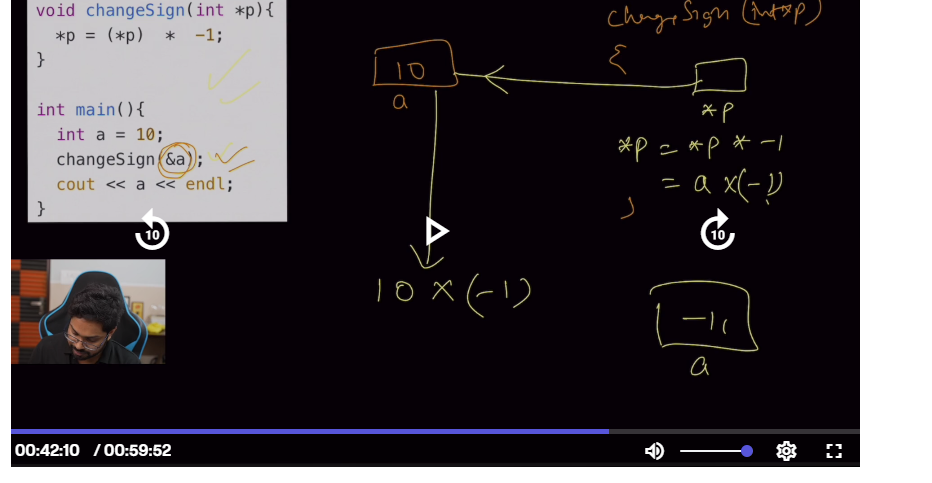 void changeSign(int *p){
*p = (*p) * -1;
}
int main(){
int a = 10;
changeSign(&a);
cout << a << endl;
}
changeSign(int *p)
{
10
a
*p
*p = *p * -1
= a x(-1)
}
10
10
10 x (-1)
a
00:42:10 / 00:59:52